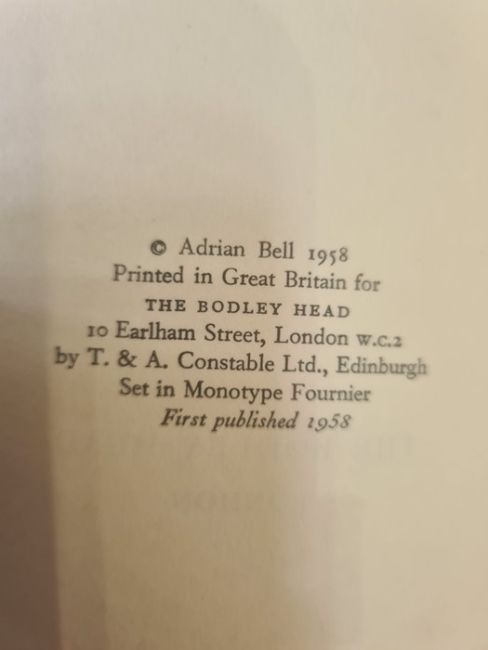 © Adrian Bell 1958
Printed in Great Britain for
THE BODLEY HEAD
10 Earlham Street, London W.C.2
by T. & A. Constable Ltd., Edinburgh
Set in Monotype Fournier
First published 1958